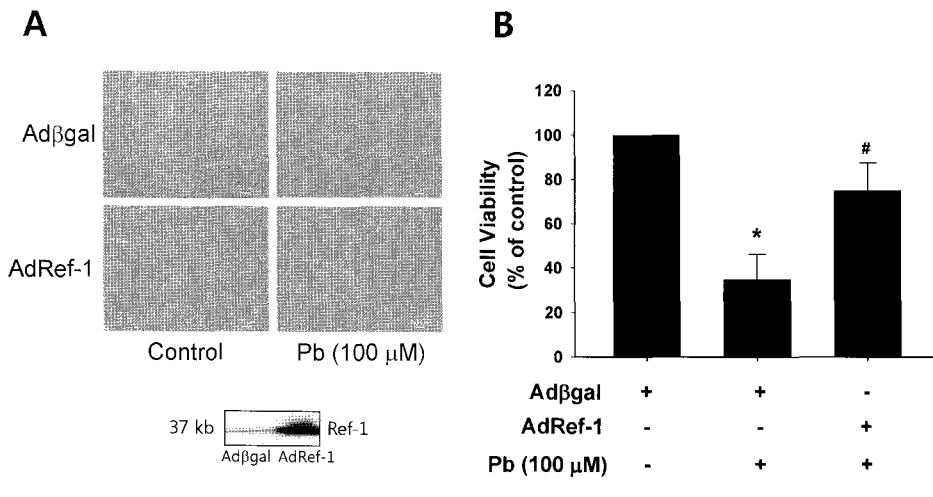 A
Adβgal
AdRef-1
Control Pb (100 μM)
37 kb Ref-1
Adβgal AdRef-1
B
Cell Viability
(% of control)
120
100
80
60
40
20
0
*
#
Adβgal + + -
AdRef-1 - - +
Pb (100 μM) - + +